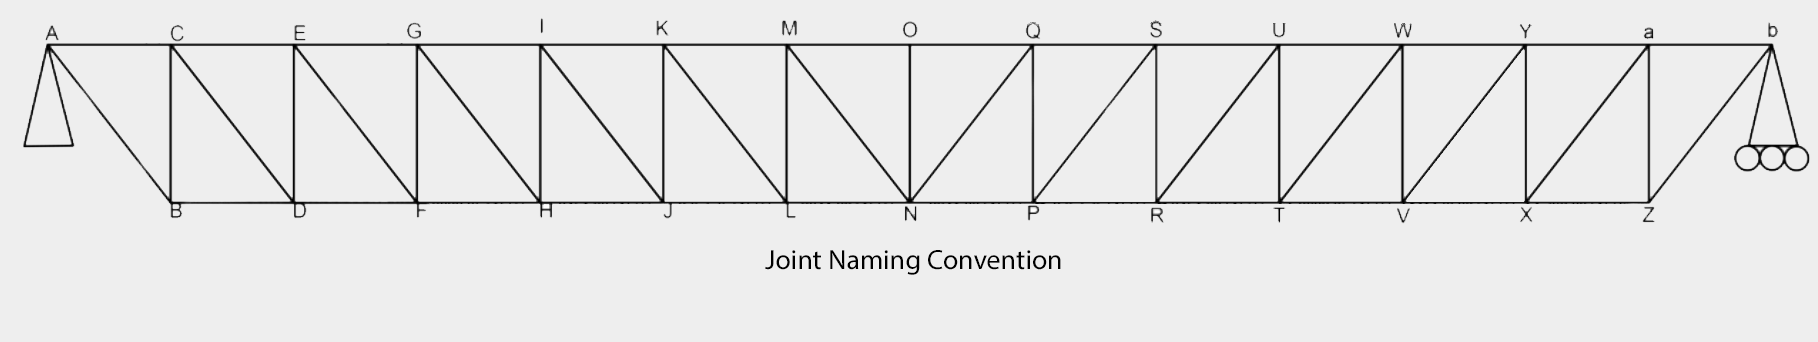 A C E G I K M O Q S U W Y a b
B D F H J L N P R T V X Z
Joint Naming Convention